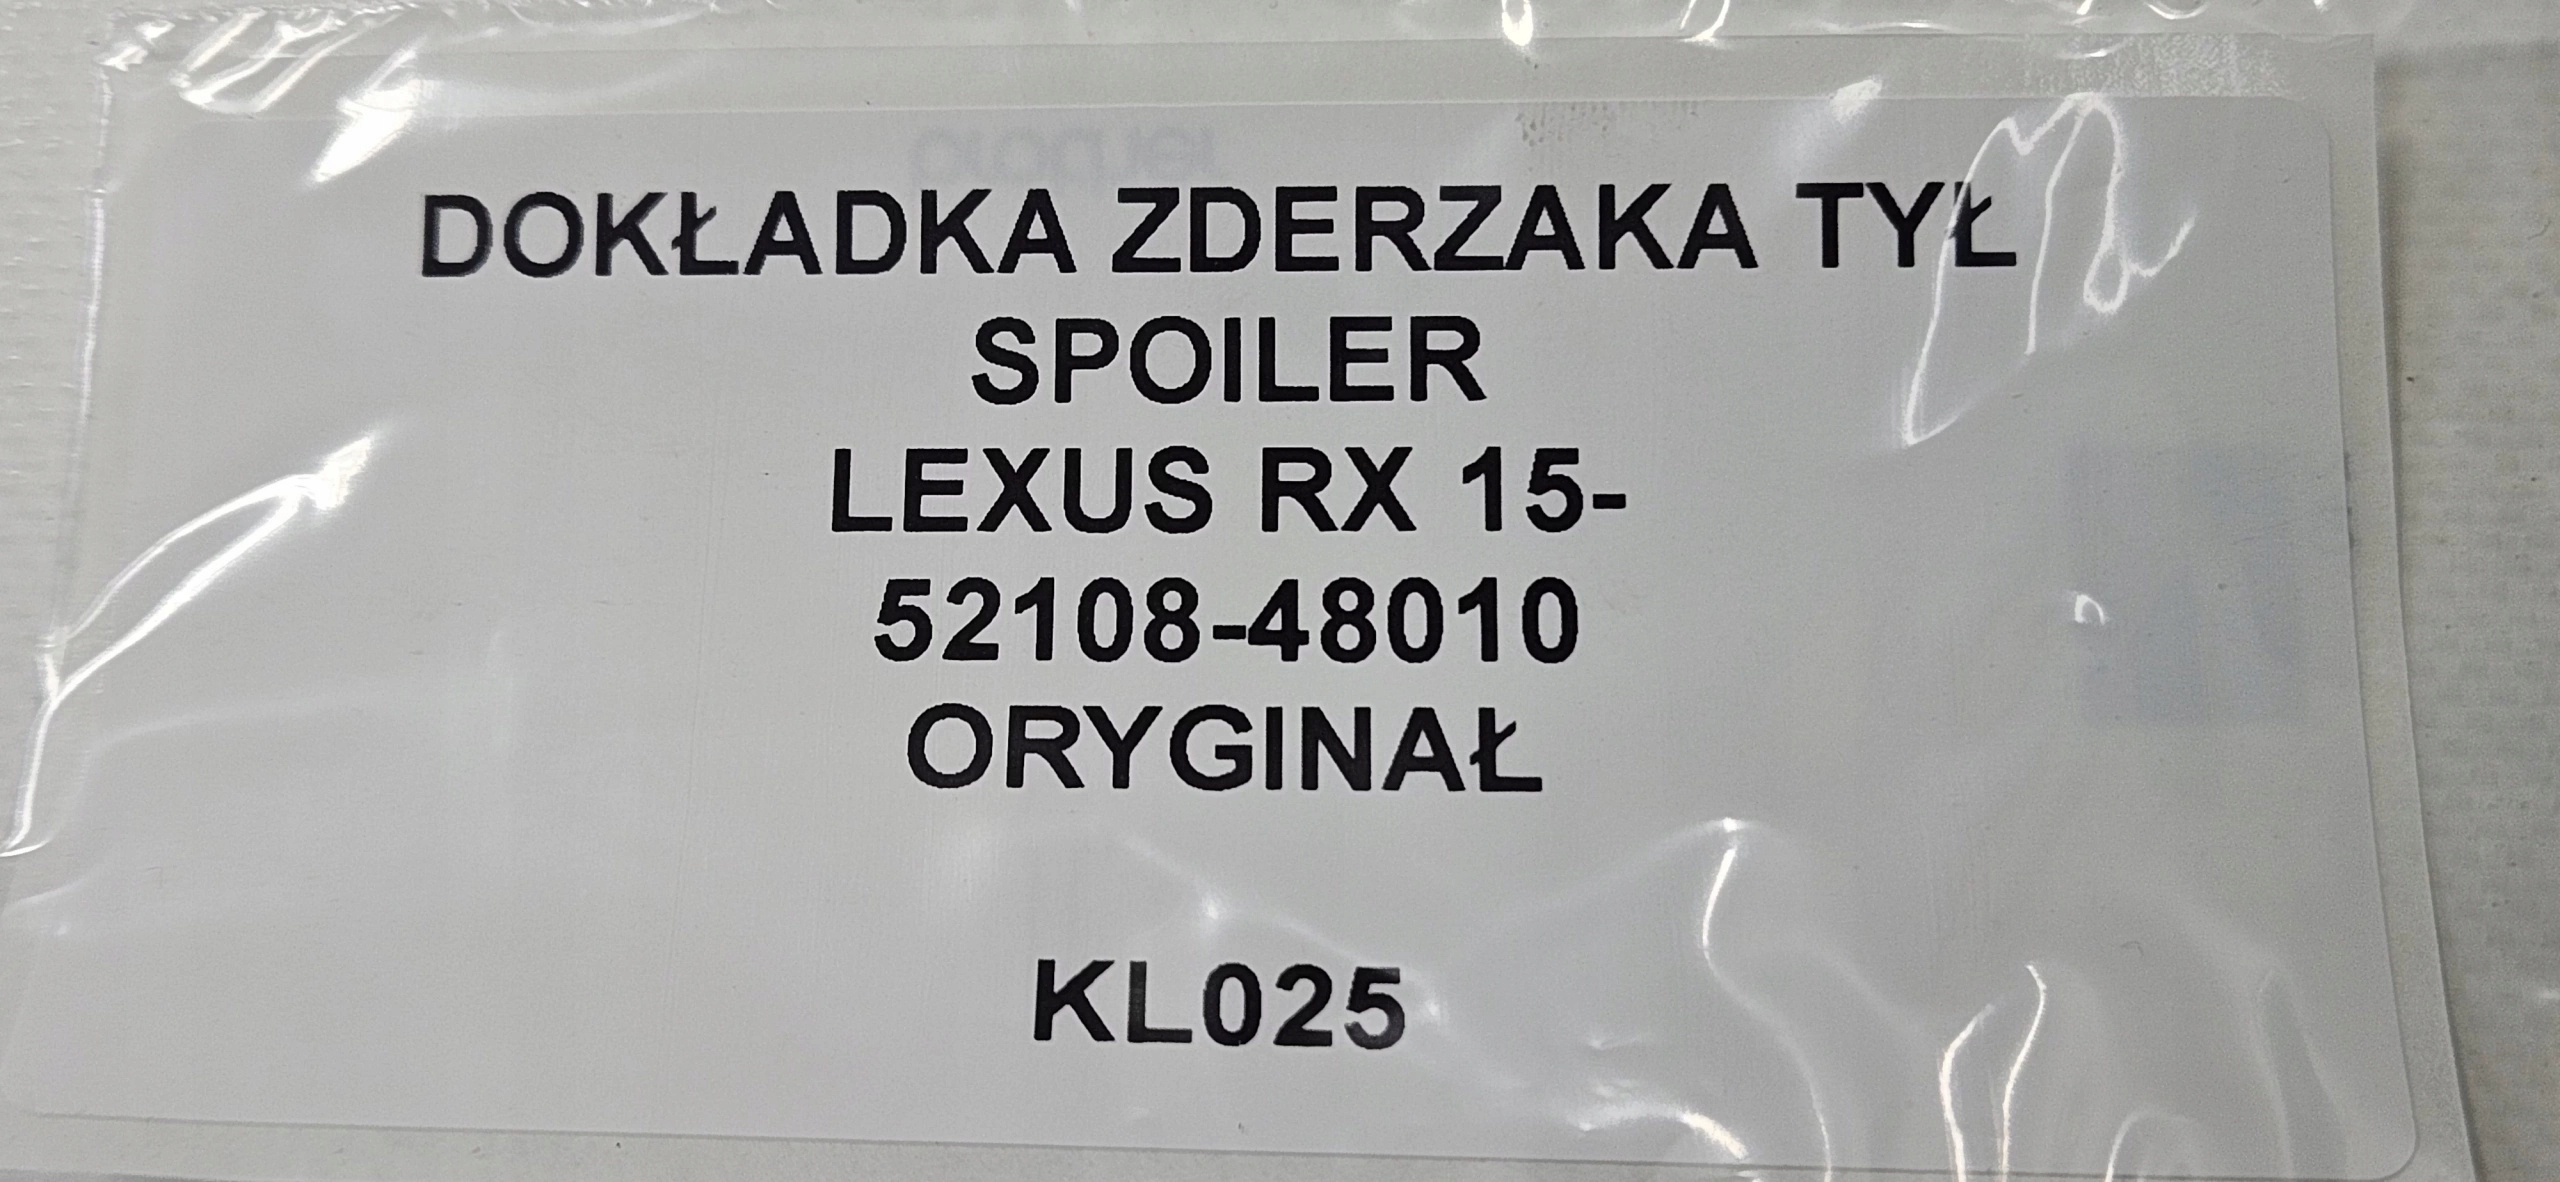 DOKŁADKA ZDERZAKA TYŁ
SPOILER
LEXUS RX 15-
52108-48010
ORYGINAŁ
KL025